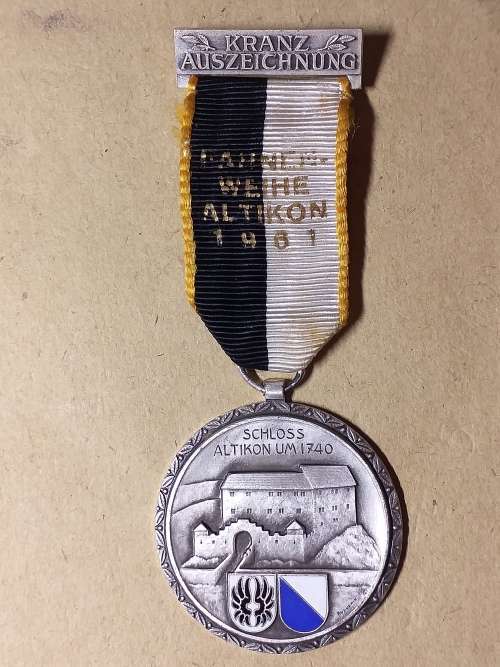 KRANZ
AUSZEICHNUNG
FAHNEN-
WEIHE
ALTIKON
1961
SCHLOSS
ALTIKON UM 1740